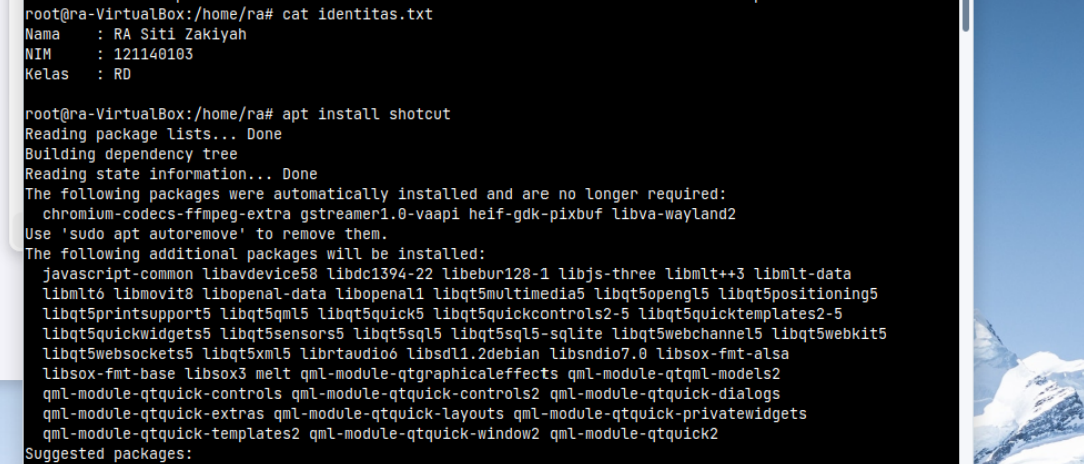 root@ra-VirtualBox:/home/ra# cat identitas.txt
Nama    : RA Siti Zakiyah
NIM     : 121140103
Kelas   : RD
root@ra-VirtualBox:/home/ra# apt install shotcut
Reading package lists... Done
Building dependency tree
Reading state information... Done
The following packages were automatically installed and are no longer required:
  chromium-codecs-ffmpeg-extra gstreamer1.0-vaapi heif-gdk-pixbuf libva-wayland2
Use 'sudo apt autoremove' to remove them.
The following additional packages will be installed:
  javascript-common libavdevice58 libdc1394-22 libebur128-1 libjs-three libmlt++3 libmlt-data
  libmlt6 libmovit8 libopenal-data libopenal1 libqt5multimedia5 libqt5opengl5 libqt5positioning5
  libqt5printsupport5 libqt5qml5 libqt5quick5 libqt5quickcontrols2-5 libqt5quicktemplates2-5
  libqt5quickwidgets5 libqt5sensors5 libqt5sql5 libqt5sql5-sqlite libqt5webchannel5 libqt5webkit5
  libqt5websockets5 libqt5xml5 librtaudio6 libsdl1.2debian libsndio7.0 libsox-fmt-alsa
  libsox-fmt-base libsox3 melt qml-module-qtgraphicaleffects qml-module-qtqml-models2
  qml-module-qtquick-controls qml-module-qtquick-controls2 qml-module-qtquick-dialogs
  qml-module-qtquick-extras qml-module-qtquick-layouts qml-module-qtquick-privatewidgets
  qml-module-qtquick-templates2 qml-module-qtquick-window2 qml-module-qtquick2
Suggested packages: